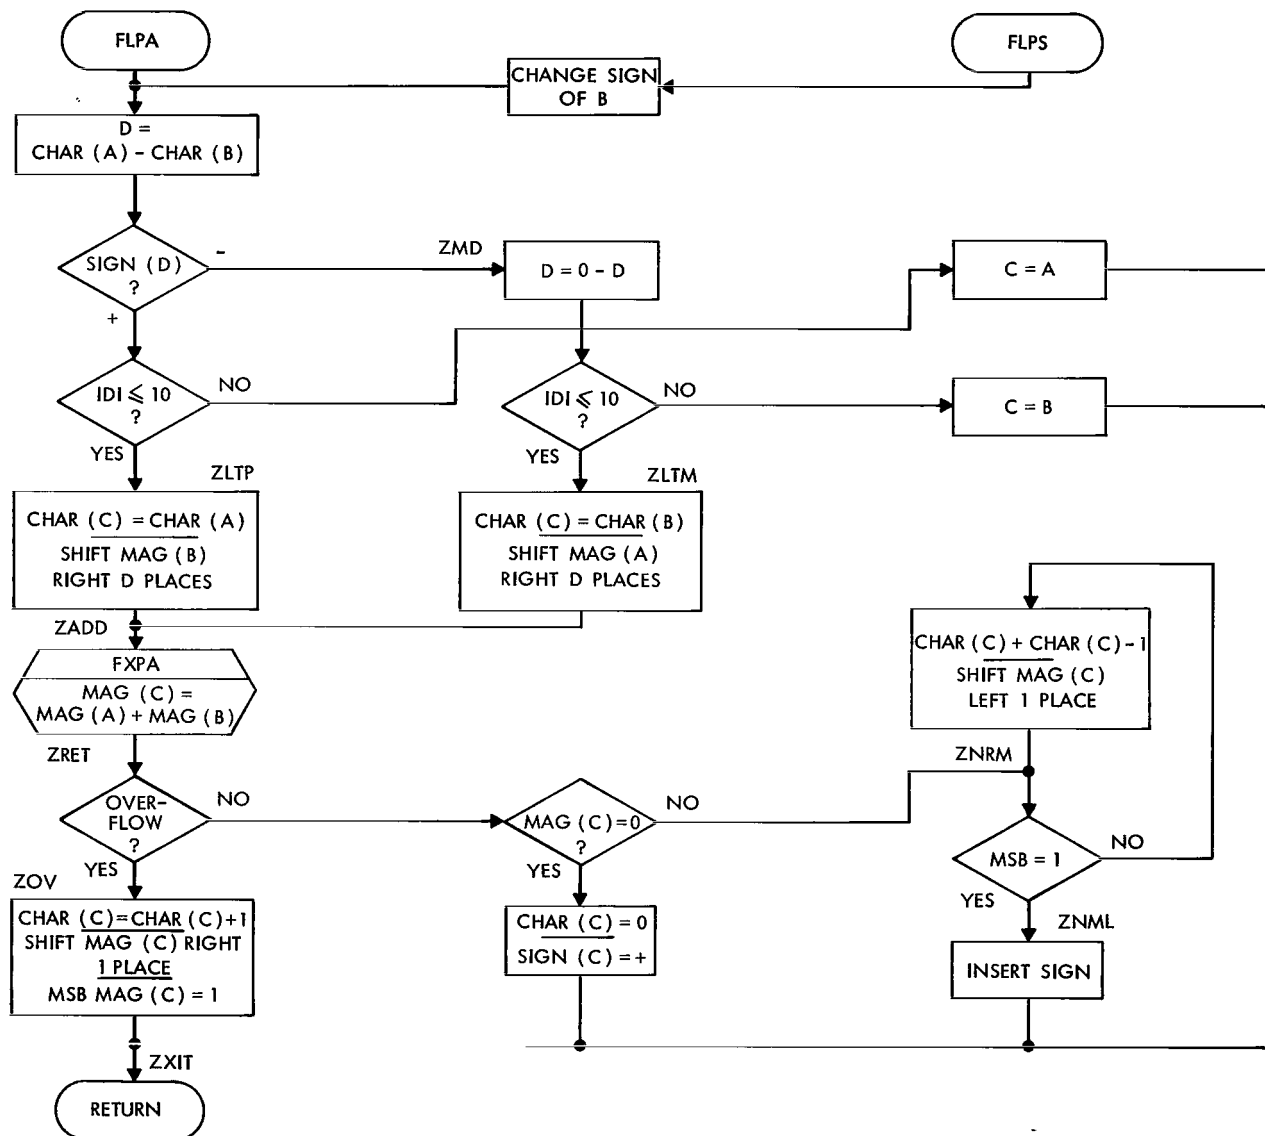 FLPA
FLPS
CHANGE SIGN
OF B
D =
CHAR (A) - CHAR (B)
SIGN (D)
?
-
+
ZMD
D = 0 - D
C = A
IDI ≤ 10
?
NO
YES
IDI ≤ 10
?
NO
YES
C = B
ZLTP
CHAR (C) = CHAR (A)
SHIFT MAG (B)
RIGHT D PLACES
ZLTM
CHAR (C) = CHAR (B)
SHIFT MAG (A)
RIGHT D PLACES
ZADD
FXPA
MAG (C) =
MAG (A) + MAG (B)
CHAR (C) + CHAR (C) - 1
SHIFT MAG (C)
LEFT 1 PLACE
ZRET
OVER-
FLOW
?
NO
YES
MAG (C) = 0
?
NO
YES
ZNRM
MSB = 1
NO
YES
ZOV
CHAR (C) = CHAR (C) + 1
SHIFT MAG (C) RIGHT
1 PLACE
MSB MAG (C) = 1
CHAR (C) = 0
SIGN (C) = +
ZNML
INSERT SIGN
ZXIT
RETURN